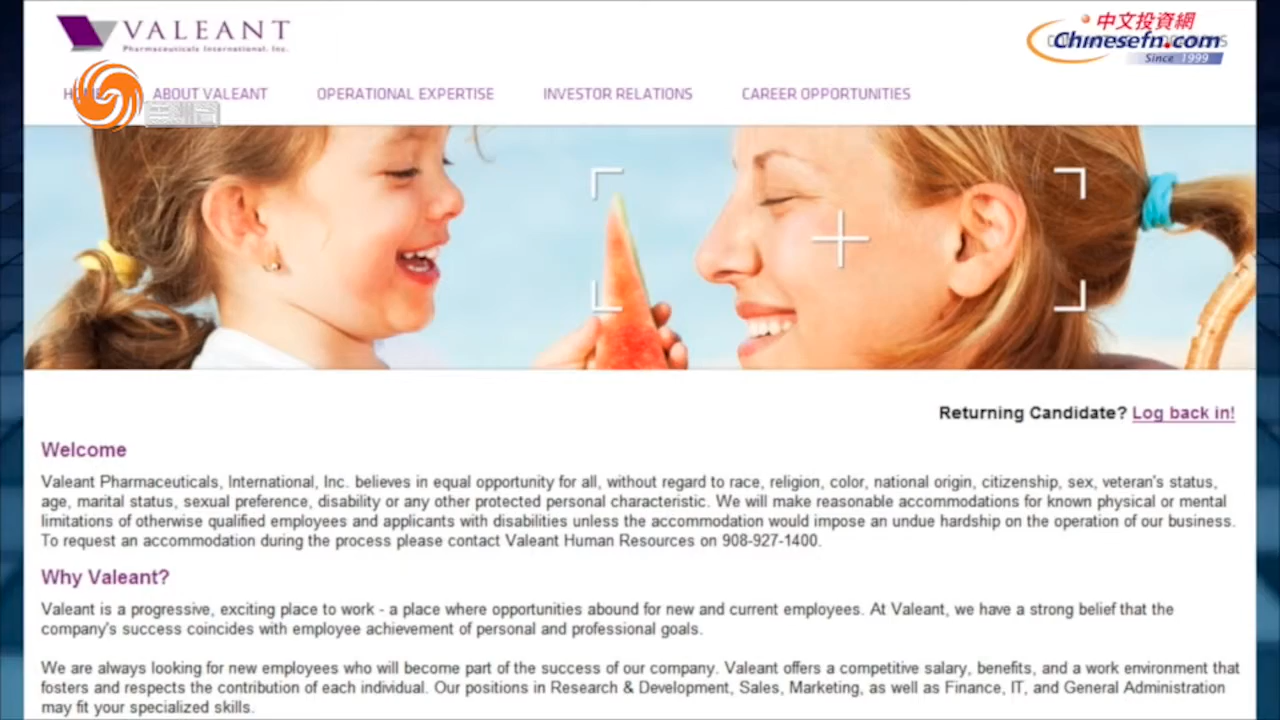 VALEANT
Pharmaceuticals International, Inc.
中文投資網
Chinesefn.com
Since 1999
ABOUT VALEANT
OPERATIONAL EXPERTISE
INVESTOR RELATIONS
CAREER OPPORTUNITIES
Returning Candidate? Log back in!
Welcome
Valeant Pharmaceuticals, International, Inc. believes in equal opportunity for all, without regard to race, religion, color, national origin, citizenship, sex, veteran's status,
age, marital status, sexual preference, disability or any other protected personal characteristic. We will make reasonable accommodations for known physical or mental
limitations of otherwise qualified employees and applicants with disabilities unless the accommodation would impose an undue hardship on the operation of our business.
To request an accommodation during the process please contact Valeant Human Resources on 908-927-1400.
Why Valeant?
Valeant is a progressive, exciting place to work - a place where opportunities abound for new and current employees. At Valeant, we have a strong belief that the
company's success coincides with employee achievement of personal and professional goals.
We are always looking for new employees who will become part of the success of our company. Valeant offers a competitive salary, benefits, and a work environment that
fosters and respects the contribution of each individual. Our positions in Research & Development, Sales, Marketing, as well as Finance, IT, and General Administration
may fit your specialized skills.